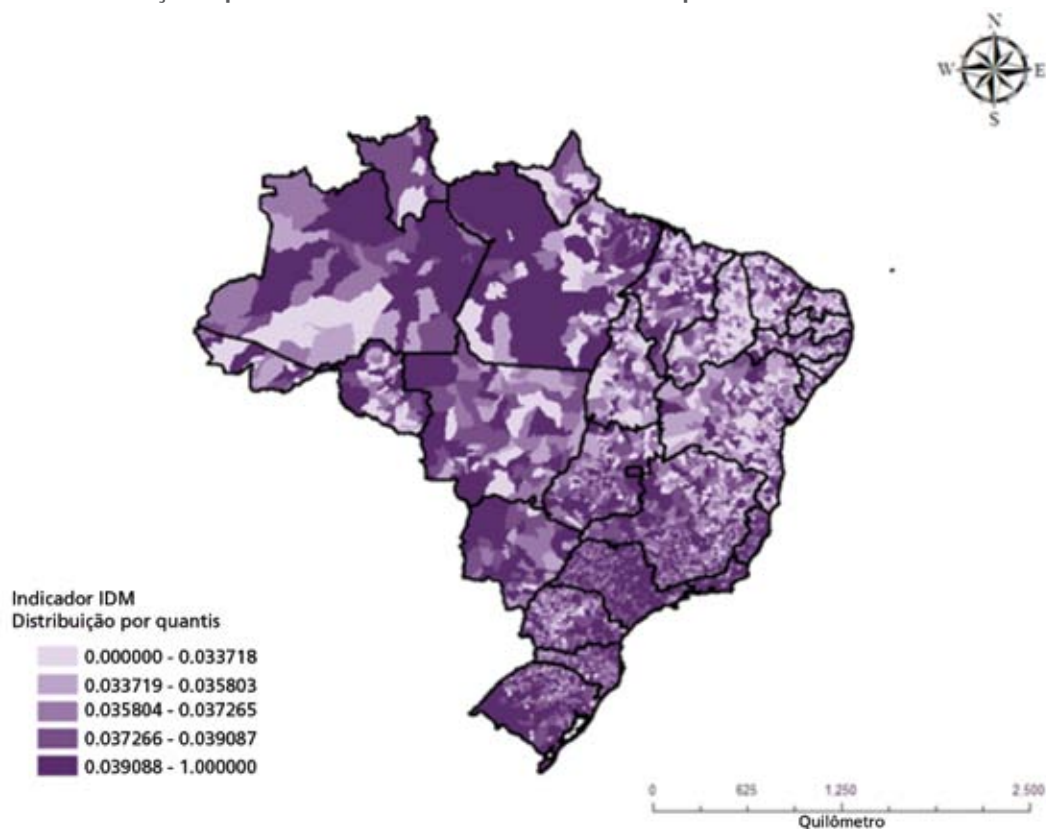 N
W E
S
Indicador IDM
Distribuição por quantis
0.000000 - 0.033718
0.033719 - 0.035803
0.035804 - 0.037265
0.037266 - 0.039087
0.039088 - 1.000000
0 625 1.250 2.500
Quilômetro